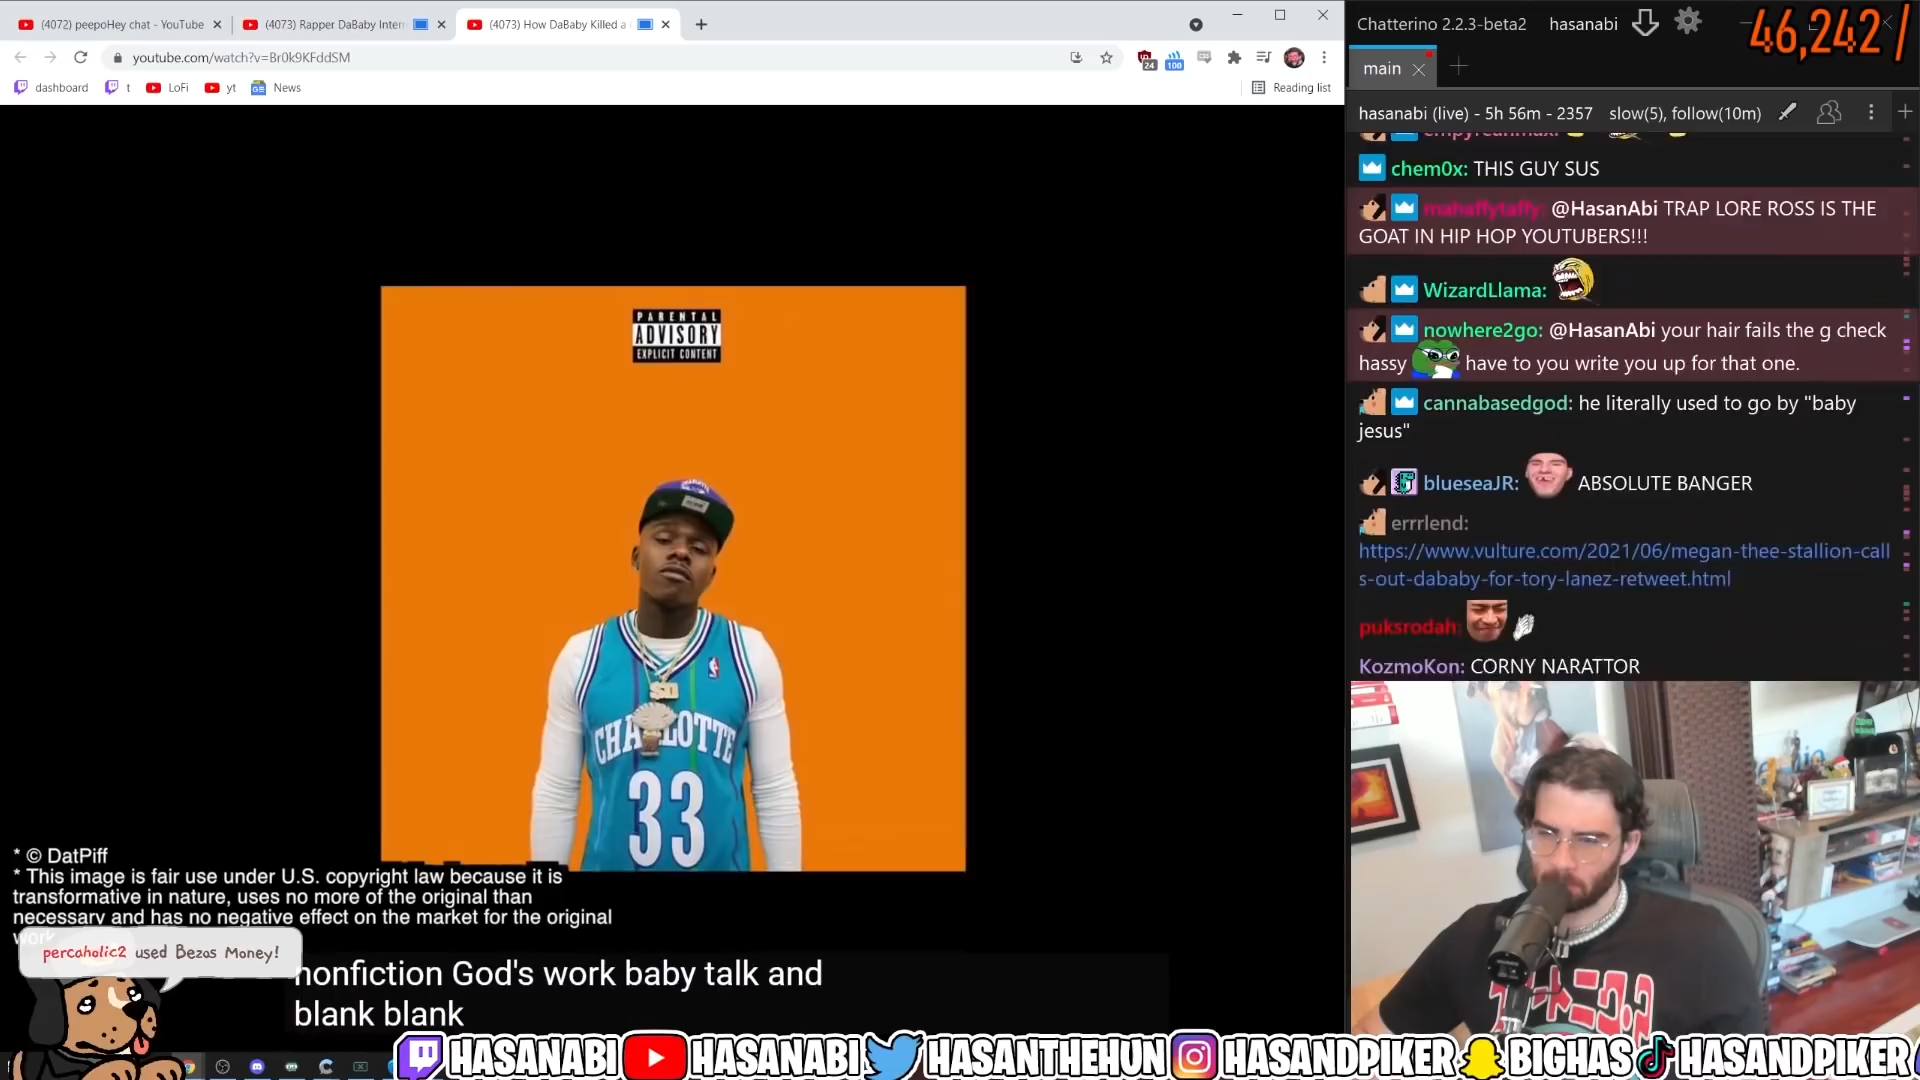 (4072) peepoHey chat - YouTube
(4073) Rapper DaBaby Intern
(4073) How DaBaby Killed a
youtube.com/watch?v=Br0k9KFddSM
24
100
dashboard
t
LoFi
yt
News
Reading list
PARENTAL
ADVISORY
EXPLICIT CONTENT
CHARLOTTE
33
* © DatPiff
* This image is fair use under U.S. copyright law because it is
transformative in nature, uses no more of the original than
necessary and has no negative effect on the market for the original
work
percaholic2 used Bezos Money!
nonfiction God's work baby talk and
blank blank
Chatterino 2.2.3-beta2
hasanabi
46,242 /
main
hasanabi (live) - 5h 56m - 2357
slow(5), follow(10m)
chem0x: THIS GUY SUS
mahaffytaffy: @HasanAbi TRAP LORE ROSS IS THE
GOAT IN HIP HOP YOUTUBERS!!!
WizardLlama:
nowhere2go: @HasanAbi your hair fails the g check
hassy have to you write you up for that one.
cannabasedgod: he literally used to go by "baby
jesus"
blueseaJR: ABSOLUTE BANGER
errrlend:
https://www.vulture.com/2021/06/megan-thee-stallion-call
s-out-dababy-for-tory-lanez-retweet.html
puksrodah:
KozmoKon: CORNY NARATTOR
HASANABI HASANABI HASANTHEHUN HASANDPIKER BIGHAS HASANDPIKER